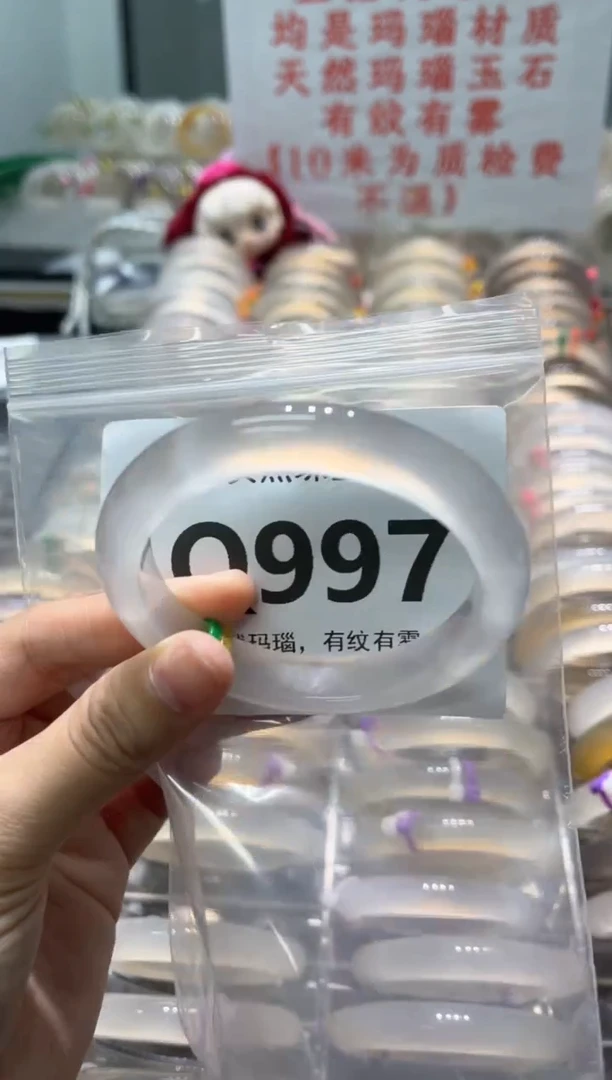 均是玛瑙材质
天然玛瑙玉石
有纹有雾
(10来为质检费
不退)
Q997
玛瑙，有纹有雾